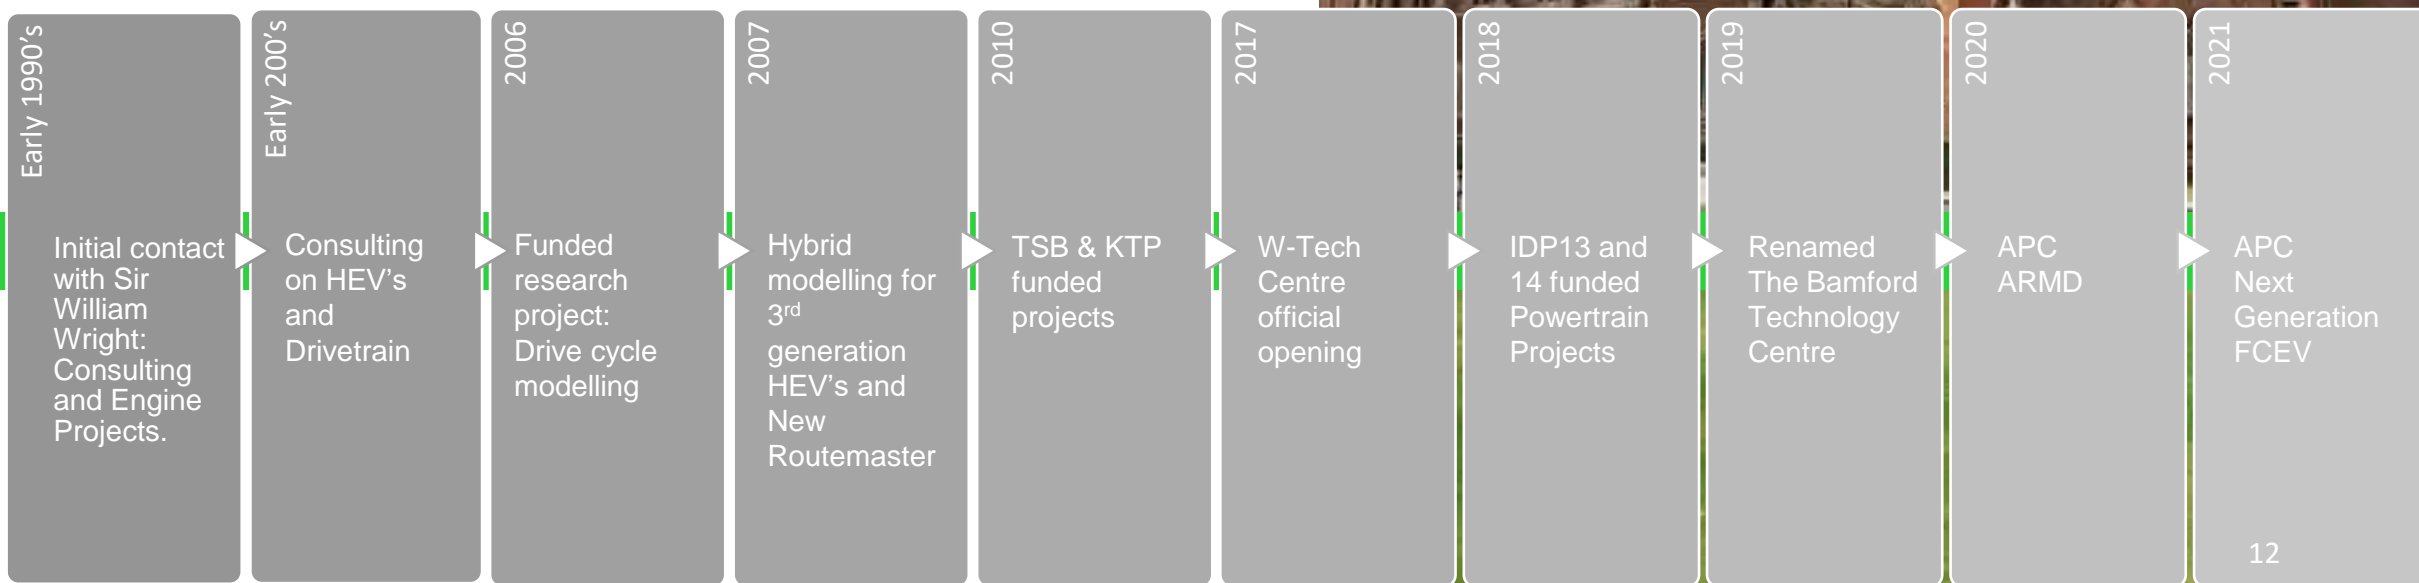 Early 1990's
Initial contact
with Sir
William
Wright:
Consulting
and Engine
Projects.
Early 200's
Consulting
on HEV's
and
Drivetrain
2006
Funded
research
project:
Drive cycle
modelling
2007
Hybrid
modelling for
3rd
generation
HEV's and
New
Routemaster
2010
TSB & KTP
funded
projects
2017
W-Tech
Centre
official
opening
2018
IDP13 and
14 funded
Powertrain
Projects
2019
Renamed
The Bamford
Technology
Centre
2020
APC
ARMD
2021
APC
Next
Generation
FCEV
12